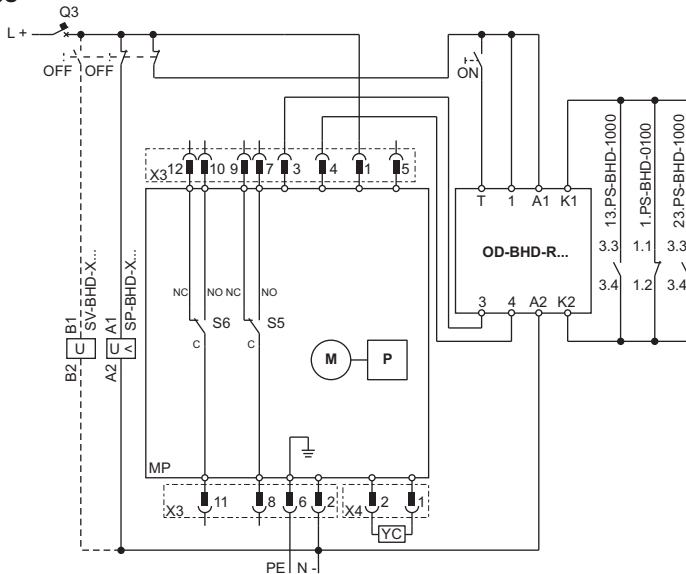 Q3
L +
OFF OFF
ON
X3 12 10 9 7 3 4 1 5
T 1 A1 K1
OD-BHD-R...
3 4 A2 K2
13.PS-BHD-1000
1.PS-BHD-0100
23.PS-BHD-1000
3.3 1.1 3.3
3.4 1.2 3.4
NC NO NC NO
S6 S5
C C
M P
B1 SV-BHD-X...
A1 SP-BHD-X...
U U <
B2 A2
MP
X3 11 8 6 2 X4 2 1
YC
PE N -